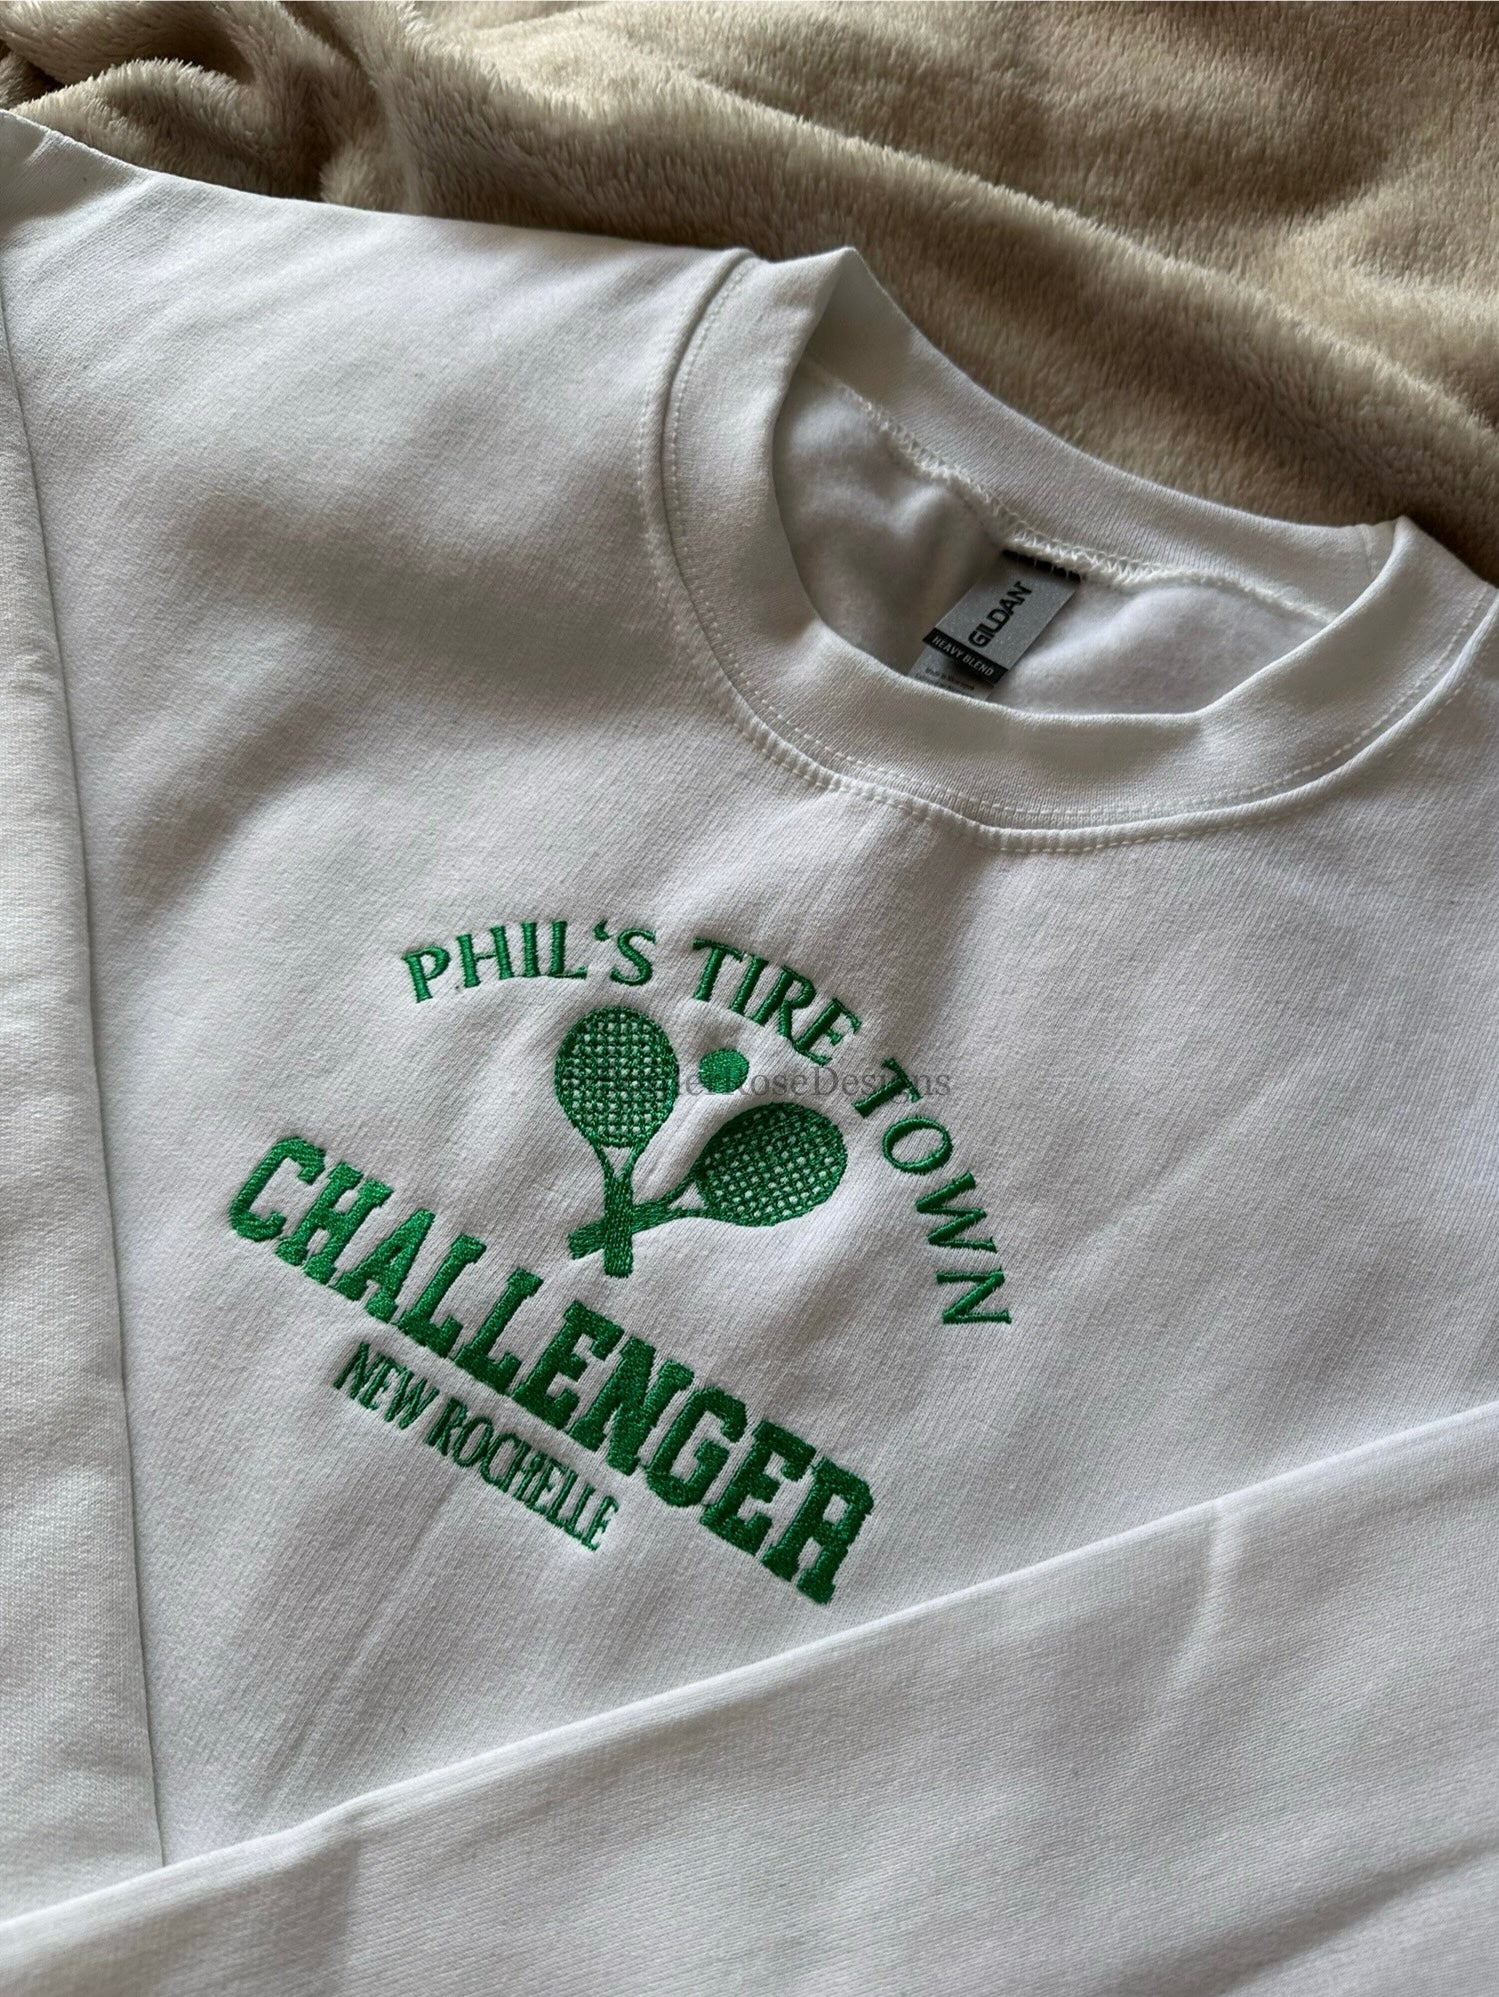 GILDAN
HEAVY BLEND
PHIL'S TIRE TOWN
CHALLENGER
NEW ROCHELLE